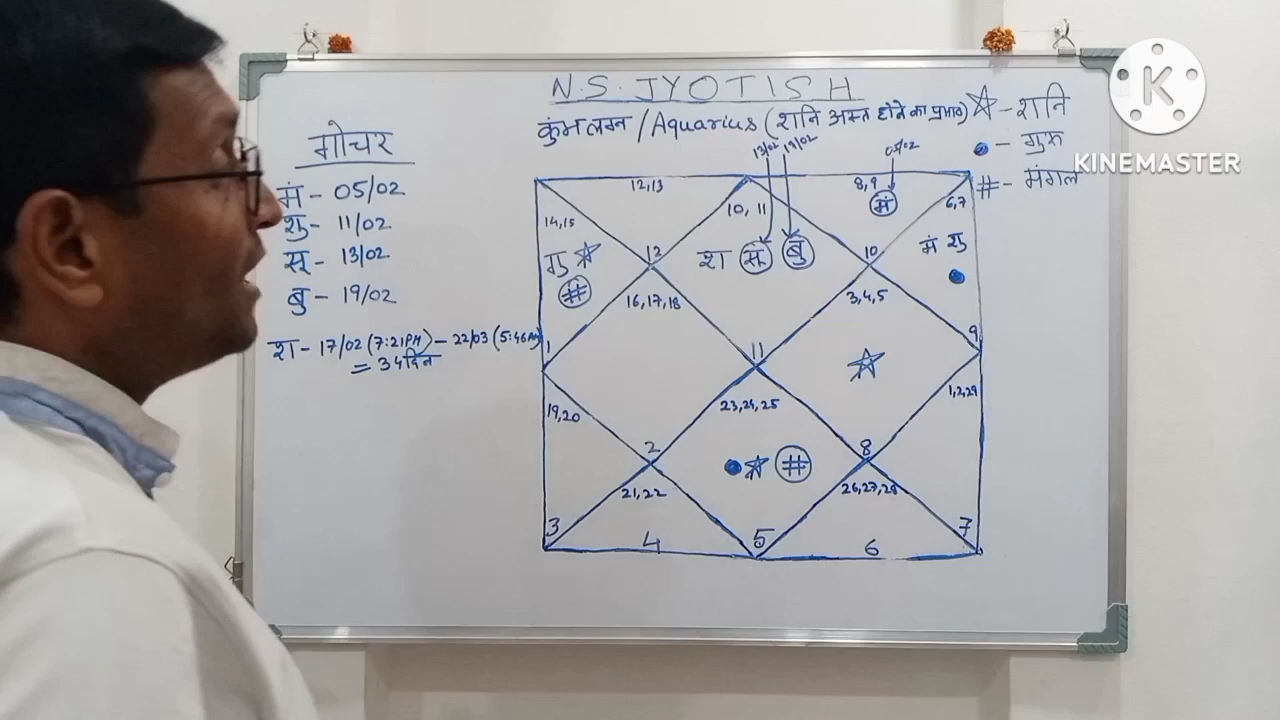 N.S. JYOTISH
कुंभ लग्न / Aquarius (शनि अस्त होने का प्रभाव)
☆ - शनि
● - गुरु
# - मंगल
K
KINEMASTER
गोचर
मं - 05/02
शु - 11/02
सू - 13/02
बु - 19/02
श - 17/02 (7:21PM) - 22/03 (5:46AM)
= 34 दिन
13/02 19/02
05/02
12,13
8,9
मं
14,15
10, 11
6,7
गु ☆
12
श सू बु
10
मं शु
#
●
16,17,18
3,4,5
1
11
9
☆
19,20
23,24,25
1,2,29
2
● ☆ #
8
21,22
26,27,28
3
4
5
6
7